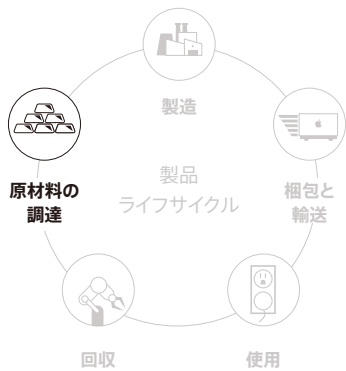 製造
原材料の
調達
製品
ライフサイクル
梱包と
輸送
回収
使用